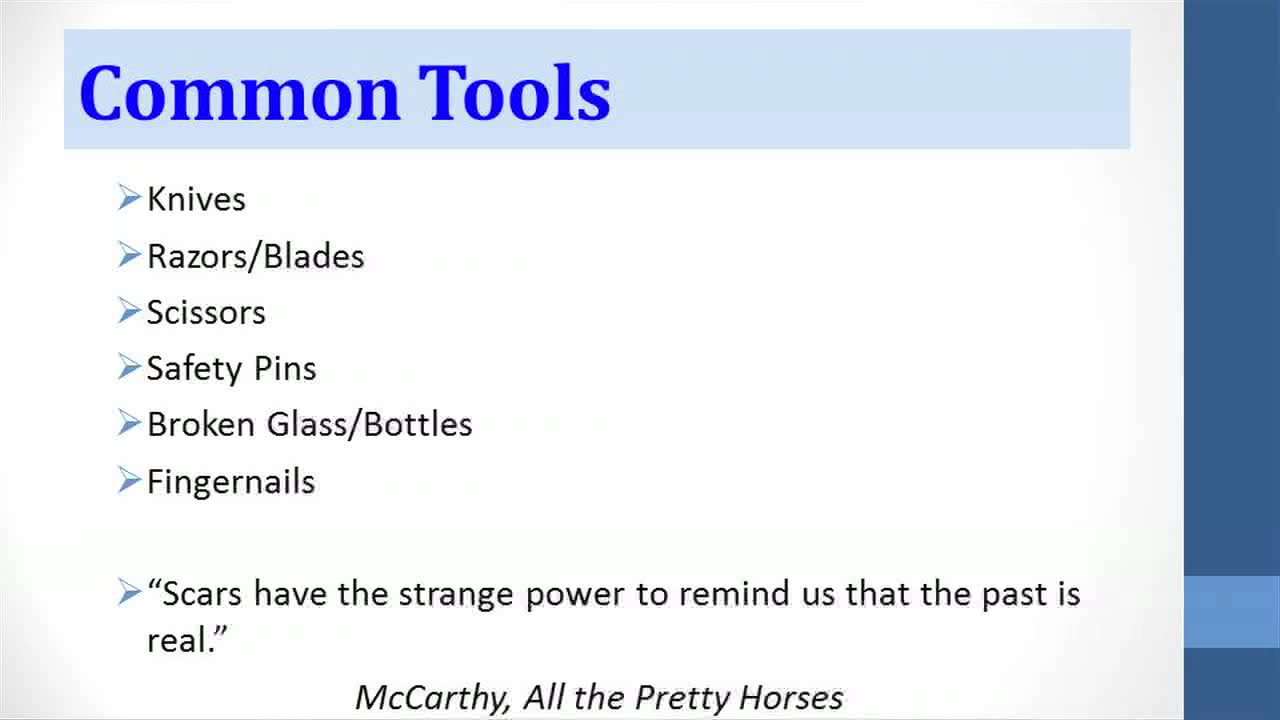 Common Tools
Knives
Razors/Blades
Scissors
Safety Pins
Broken Glass/Bottles
Fingernails
“Scars have the strange power to remind us that the past is
real.”
McCarthy, All the Pretty Horses